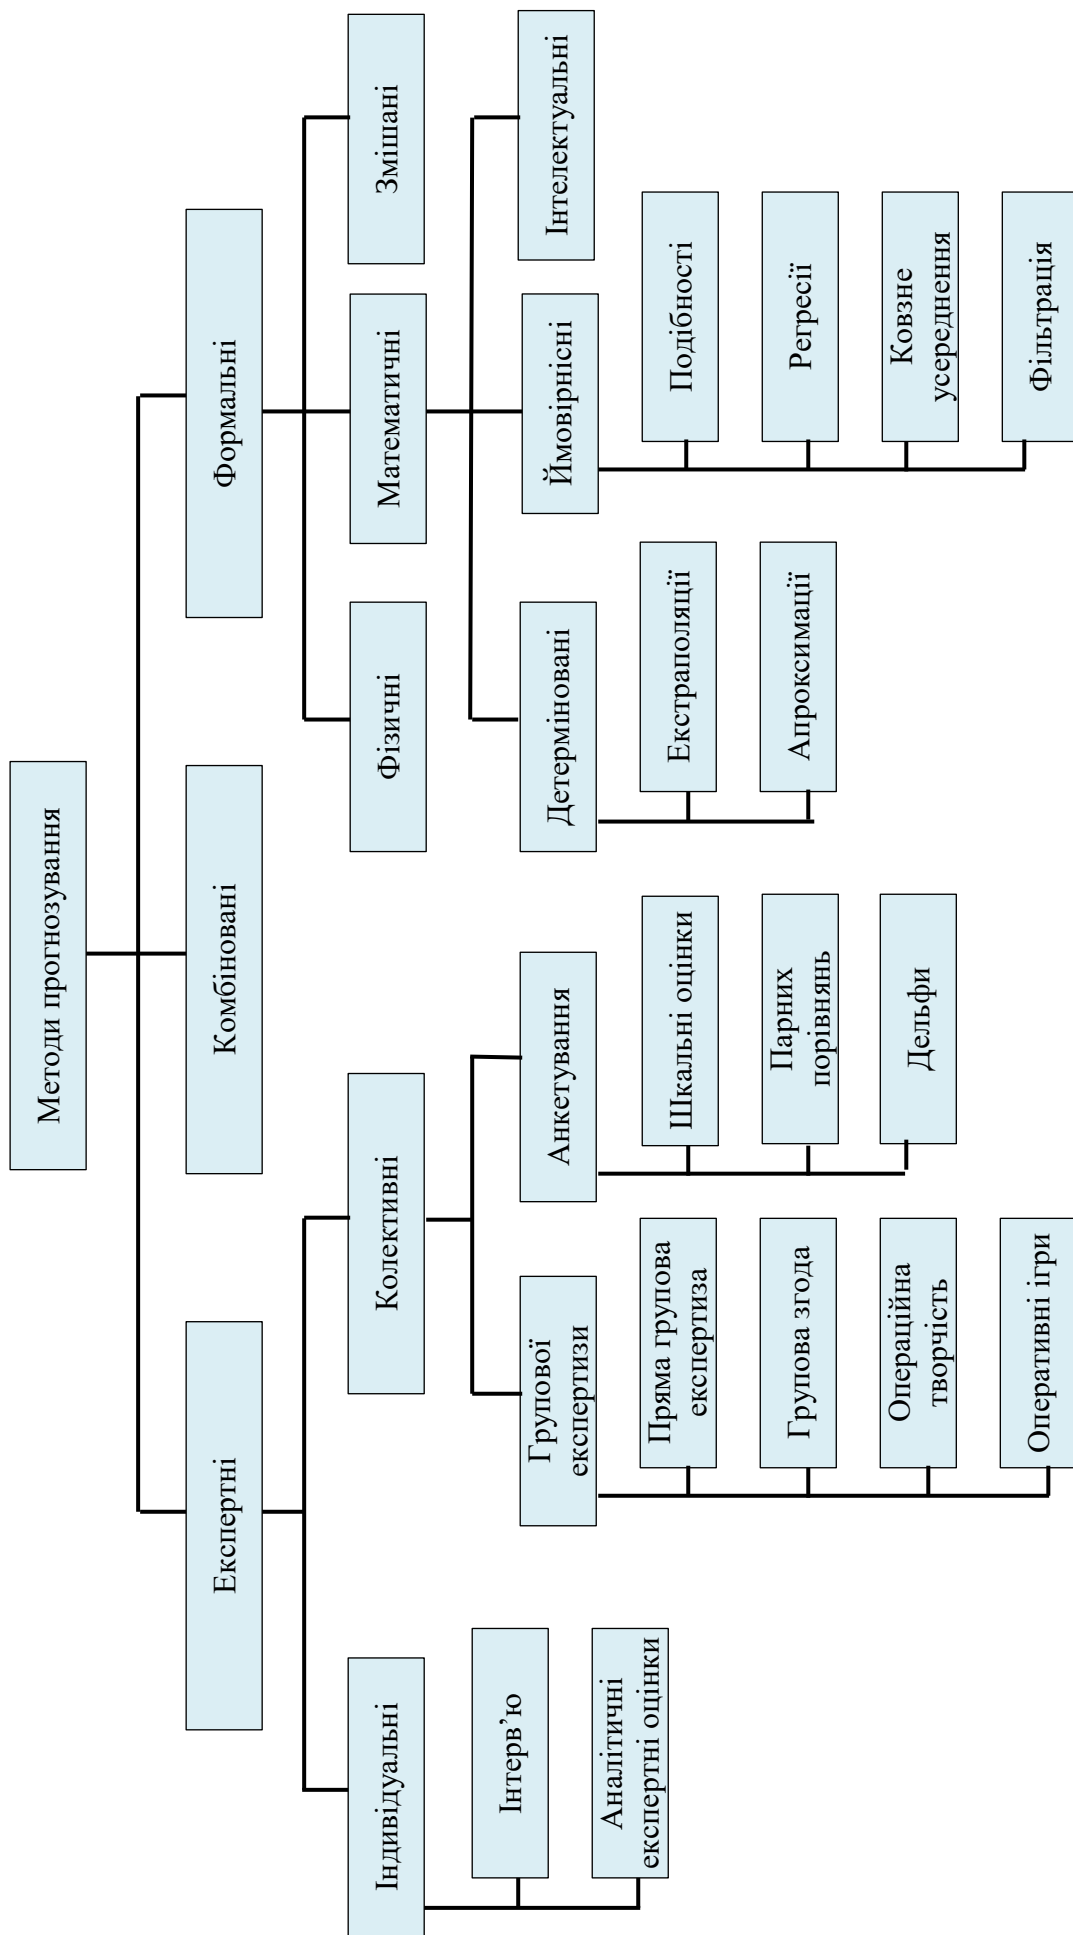 Методи прогнозування
Експертні
Комбіновані
Формальні
Індивідуальні
Колективні
Фізичні
Математичні
Змішані
Інтерв’ю
Аналітичні
експертні оцінки
Групової
експертизи
Анкетування
Детерміновані
Ймовірнісні
Інтелектуальні
Пряма групова
експертиза
Групова згода
Операційна
творчість
Оперативні ігри
Шкальні оцінки
Парних
порівнянь
Дельфи
Екстраполяції
Апроксимації
Подібності
Регресії
Ковзне
усереднення
Фільтрація